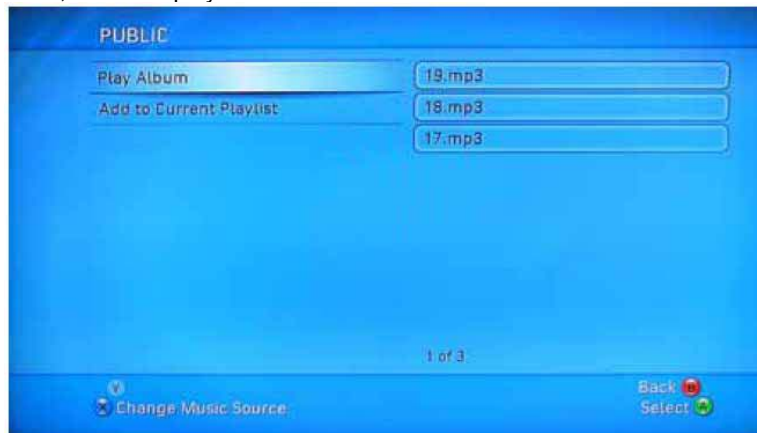 PUBLIC
Play Album
Add to Current Playlist
19.mp3
18.mp3
17.mp3
1 of 3
Y
X Change Music Source
Back B
Select A